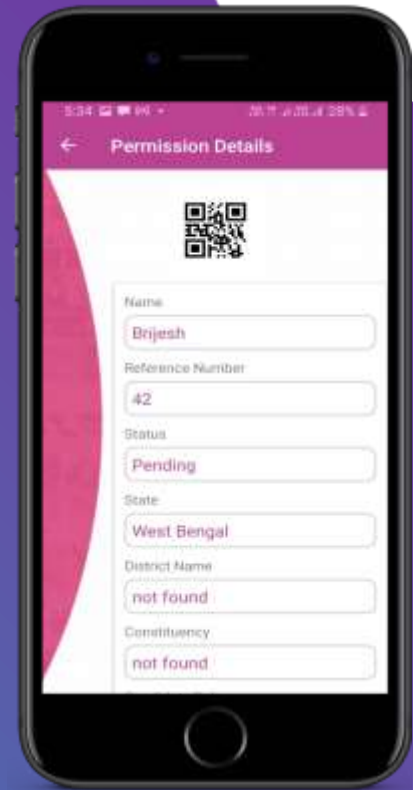 5:34
28%
Permission Details
Name
Brijesh
Reference Number
42
Status
Pending
State
West Bengal
District Name
not found
Constituency
not found